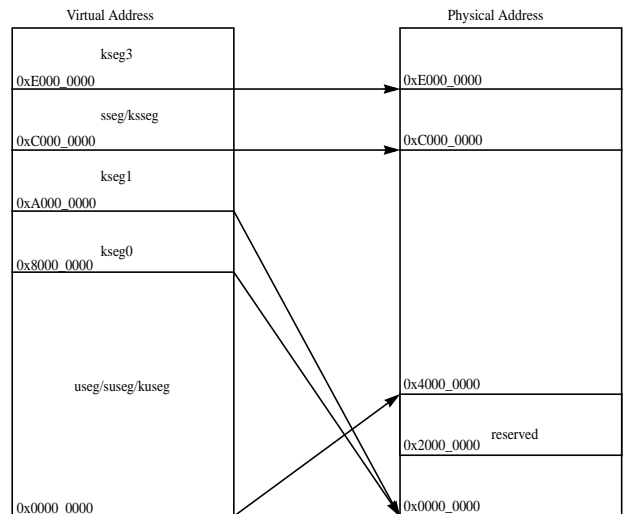 Virtual Address
Physical Address
kseg3
0xE000_0000
0xE000_0000
sseg/ksseg
0xC000_0000
0xC000_0000
kseg1
0xA000_0000
kseg0
0x8000_0000
useg/suseg/kuseg
0x4000_0000
reserved
0x2000_0000
0x0000_0000
0x0000_0000